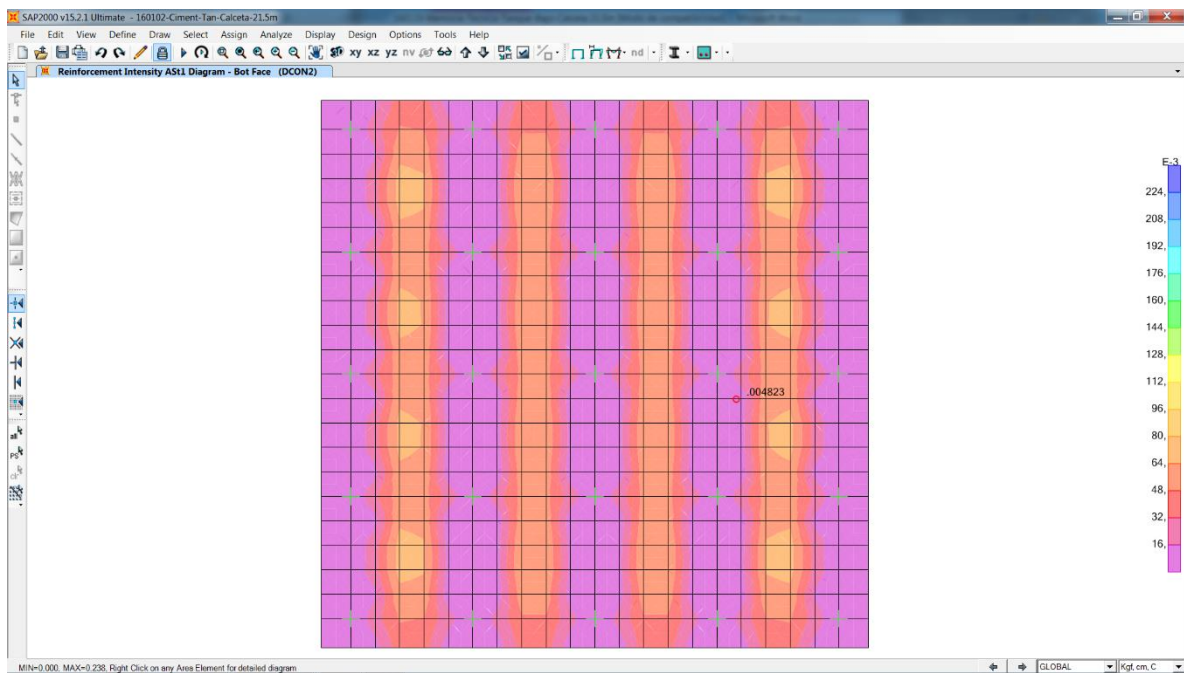 SAP2000 v15.2.1 Ultimate - 160102-Ciment-Tan-Calceta-21.5m
File Edit View Define Draw Select Assign Analyze Display Design Options Tools Help
xy xz yz nv nd
Reinforcement Intensity ASt1 Diagram - Bot Face (DCON2)
E-3
224,
208,
192,
176,
160,
144,
128,
112,
96,
80,
64,
48,
32,
16,
.004823
all
PS
clr
MIN=0.000, MAX=0.238, Right Click on any Area Element for detailed diagram
GLOBAL
Kgf, cm, C